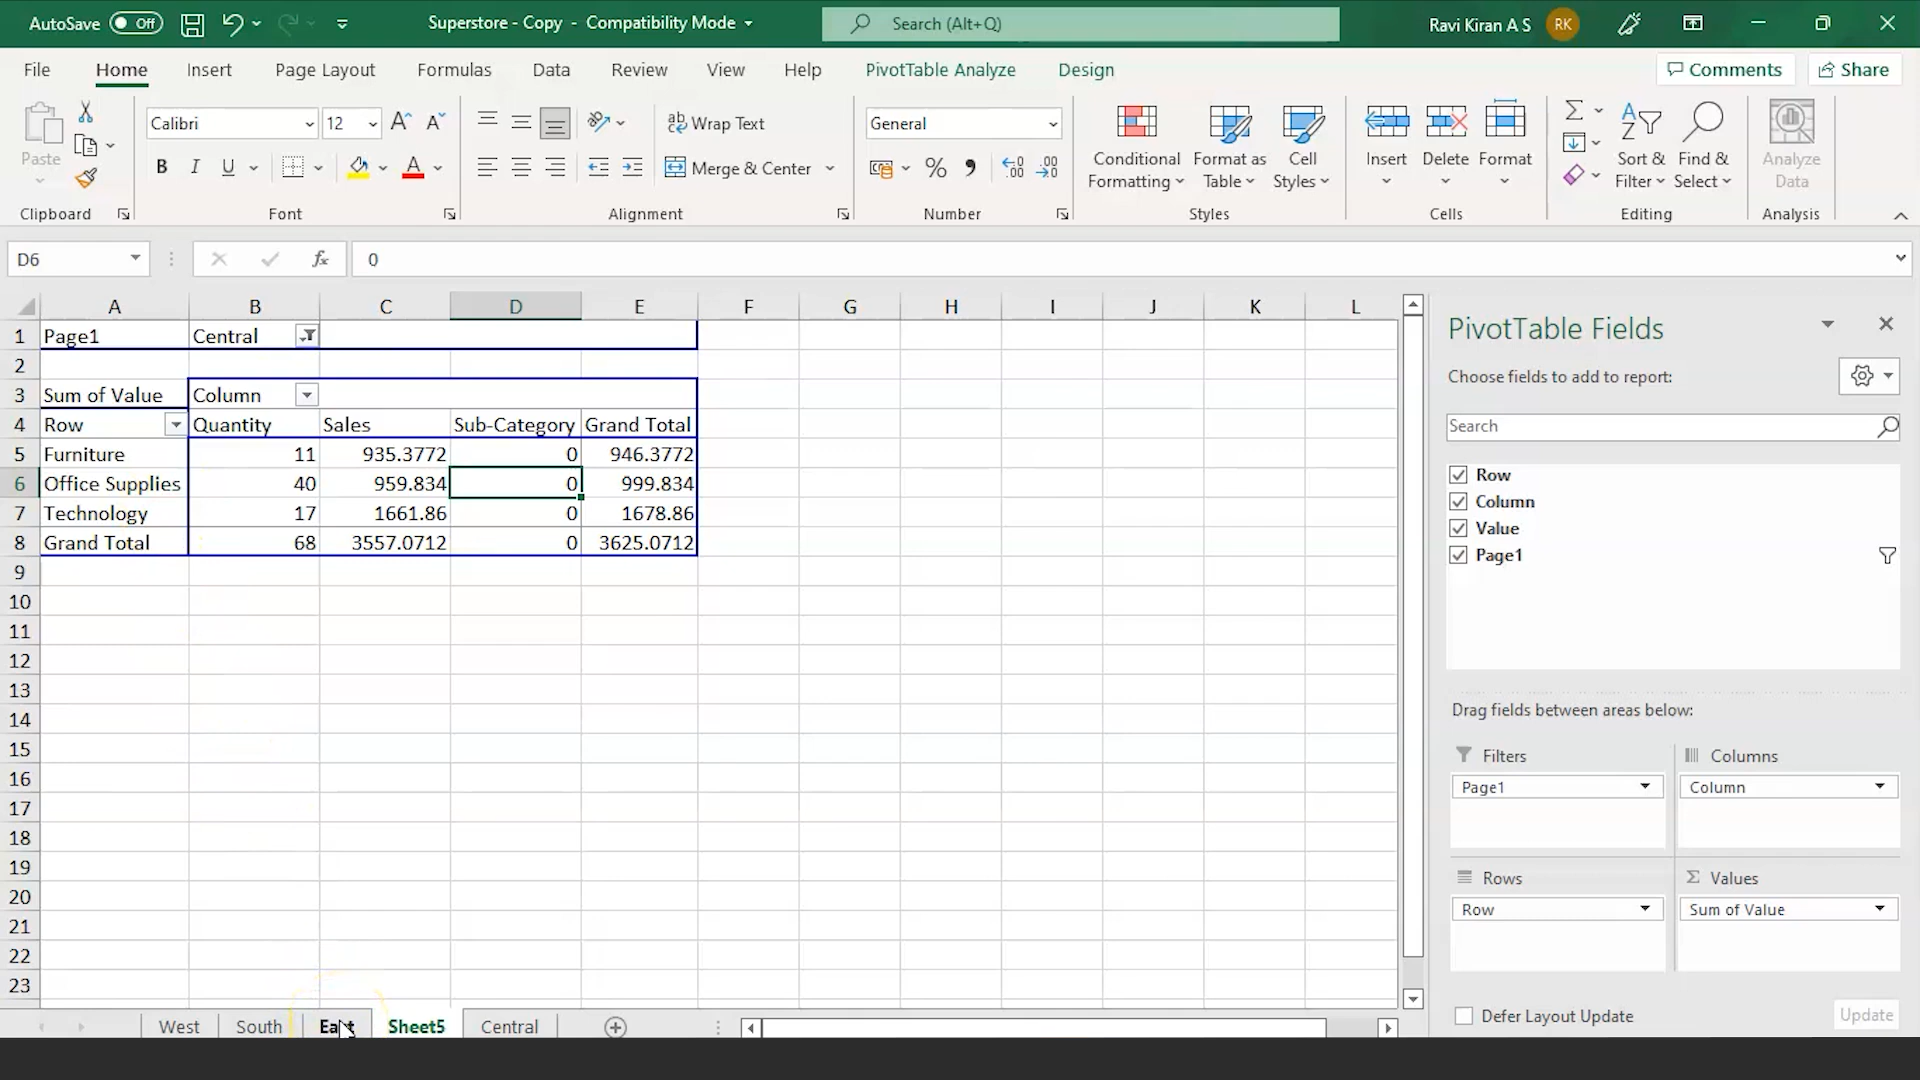 AutoSave Off Superstore - Copy - Compatibility Mode Search (Alt+Q) Ravi Kiran A S RK
File Home Insert Page Layout Formulas Data Review View Help PivotTable Analyze Design Comments Share
Paste
Calibri 12
B I U A
Wrap Text
Merge & Center
General
%
Conditional Formatting
Format as Table
Cell Styles
Insert Delete Format
Sort & Filter
Find & Select
Analyze Data
Clipboard Font Alignment Number Styles Cells Editing Analysis
D6 fx 0
A B C D E F G H I J K L
1 Page1 Central
2
3 Sum of Value Column
4 Row Quantity Sales Sub-Category Grand Total
5 Furniture 11 935.3772 0 946.3772
6 Office Supplies 40 959.834 0 999.834
7 Technology 17 1661.86 0 1678.86
8 Grand Total 68 3557.0712 0 3625.0712
9
10
11
12
13
14
15
16
17
18
19
20
21
22
23
West South East Sheet5 Central
PivotTable Fields
Choose fields to add to report:
Search
Row
Column
Value
Page1
Drag fields between areas below:
Filters Columns
Page1 Column
Rows Σ Values
Row Sum of Value
Defer Layout Update Update